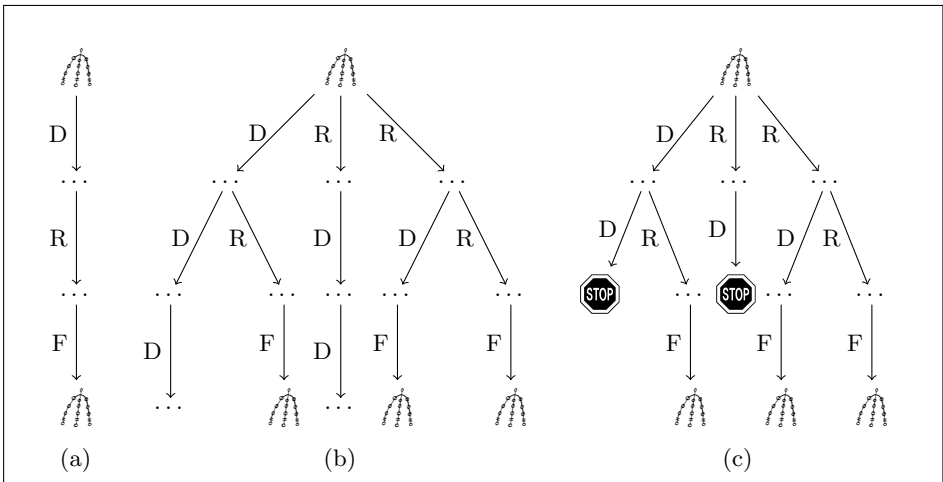 D R R D R R
D
... ... ... ... ... ... ...
R D R D D R D R D D R
STOP STOP
... ... ... ... ... ... ... ...
F D F D F F F F F
... ...
(a) (b) (c)